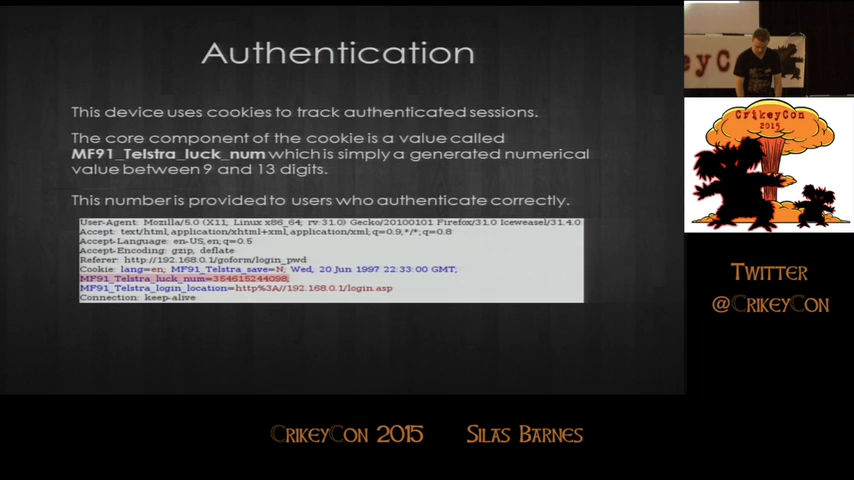 Authentication
This device uses cookies to track authenticated sessions.
The core component of the cookie is a value called
MF91_Telstra_luck_num which is simply a generated numerical
value between 9 and 13 digits.
This number is provided to users who authenticate correctly.
User-Agent: Mozilla/5.0 (X11; Linux x86_64; rv:31.0) Gecko/20100101 Firefox/31.0 Iceweasel/31.4.0
Accept: text/html,application/xhtml+xml,application/xml;q=0.9,*/*;q=0.8
Accept-Language: en-US,en;q=0.5
Accept-Encoding: gzip, deflate
Referer: http://192.168.0.1/goform/login_pwd
Cookie: lang=en; MF91_Telstra_save=N, Wed, 20 Jun 1997 22:33:00 GMT;
MF91_Telstra_luck_num=354615244098;
MF91_Telstra_login_location=http%3A//192.168.0.1/login.asp
Connection: keep-alive
eyC
CrikeyCon
2015
Twitter
@CrikeyCon
CrikeyCon 2015 Silas Barnes